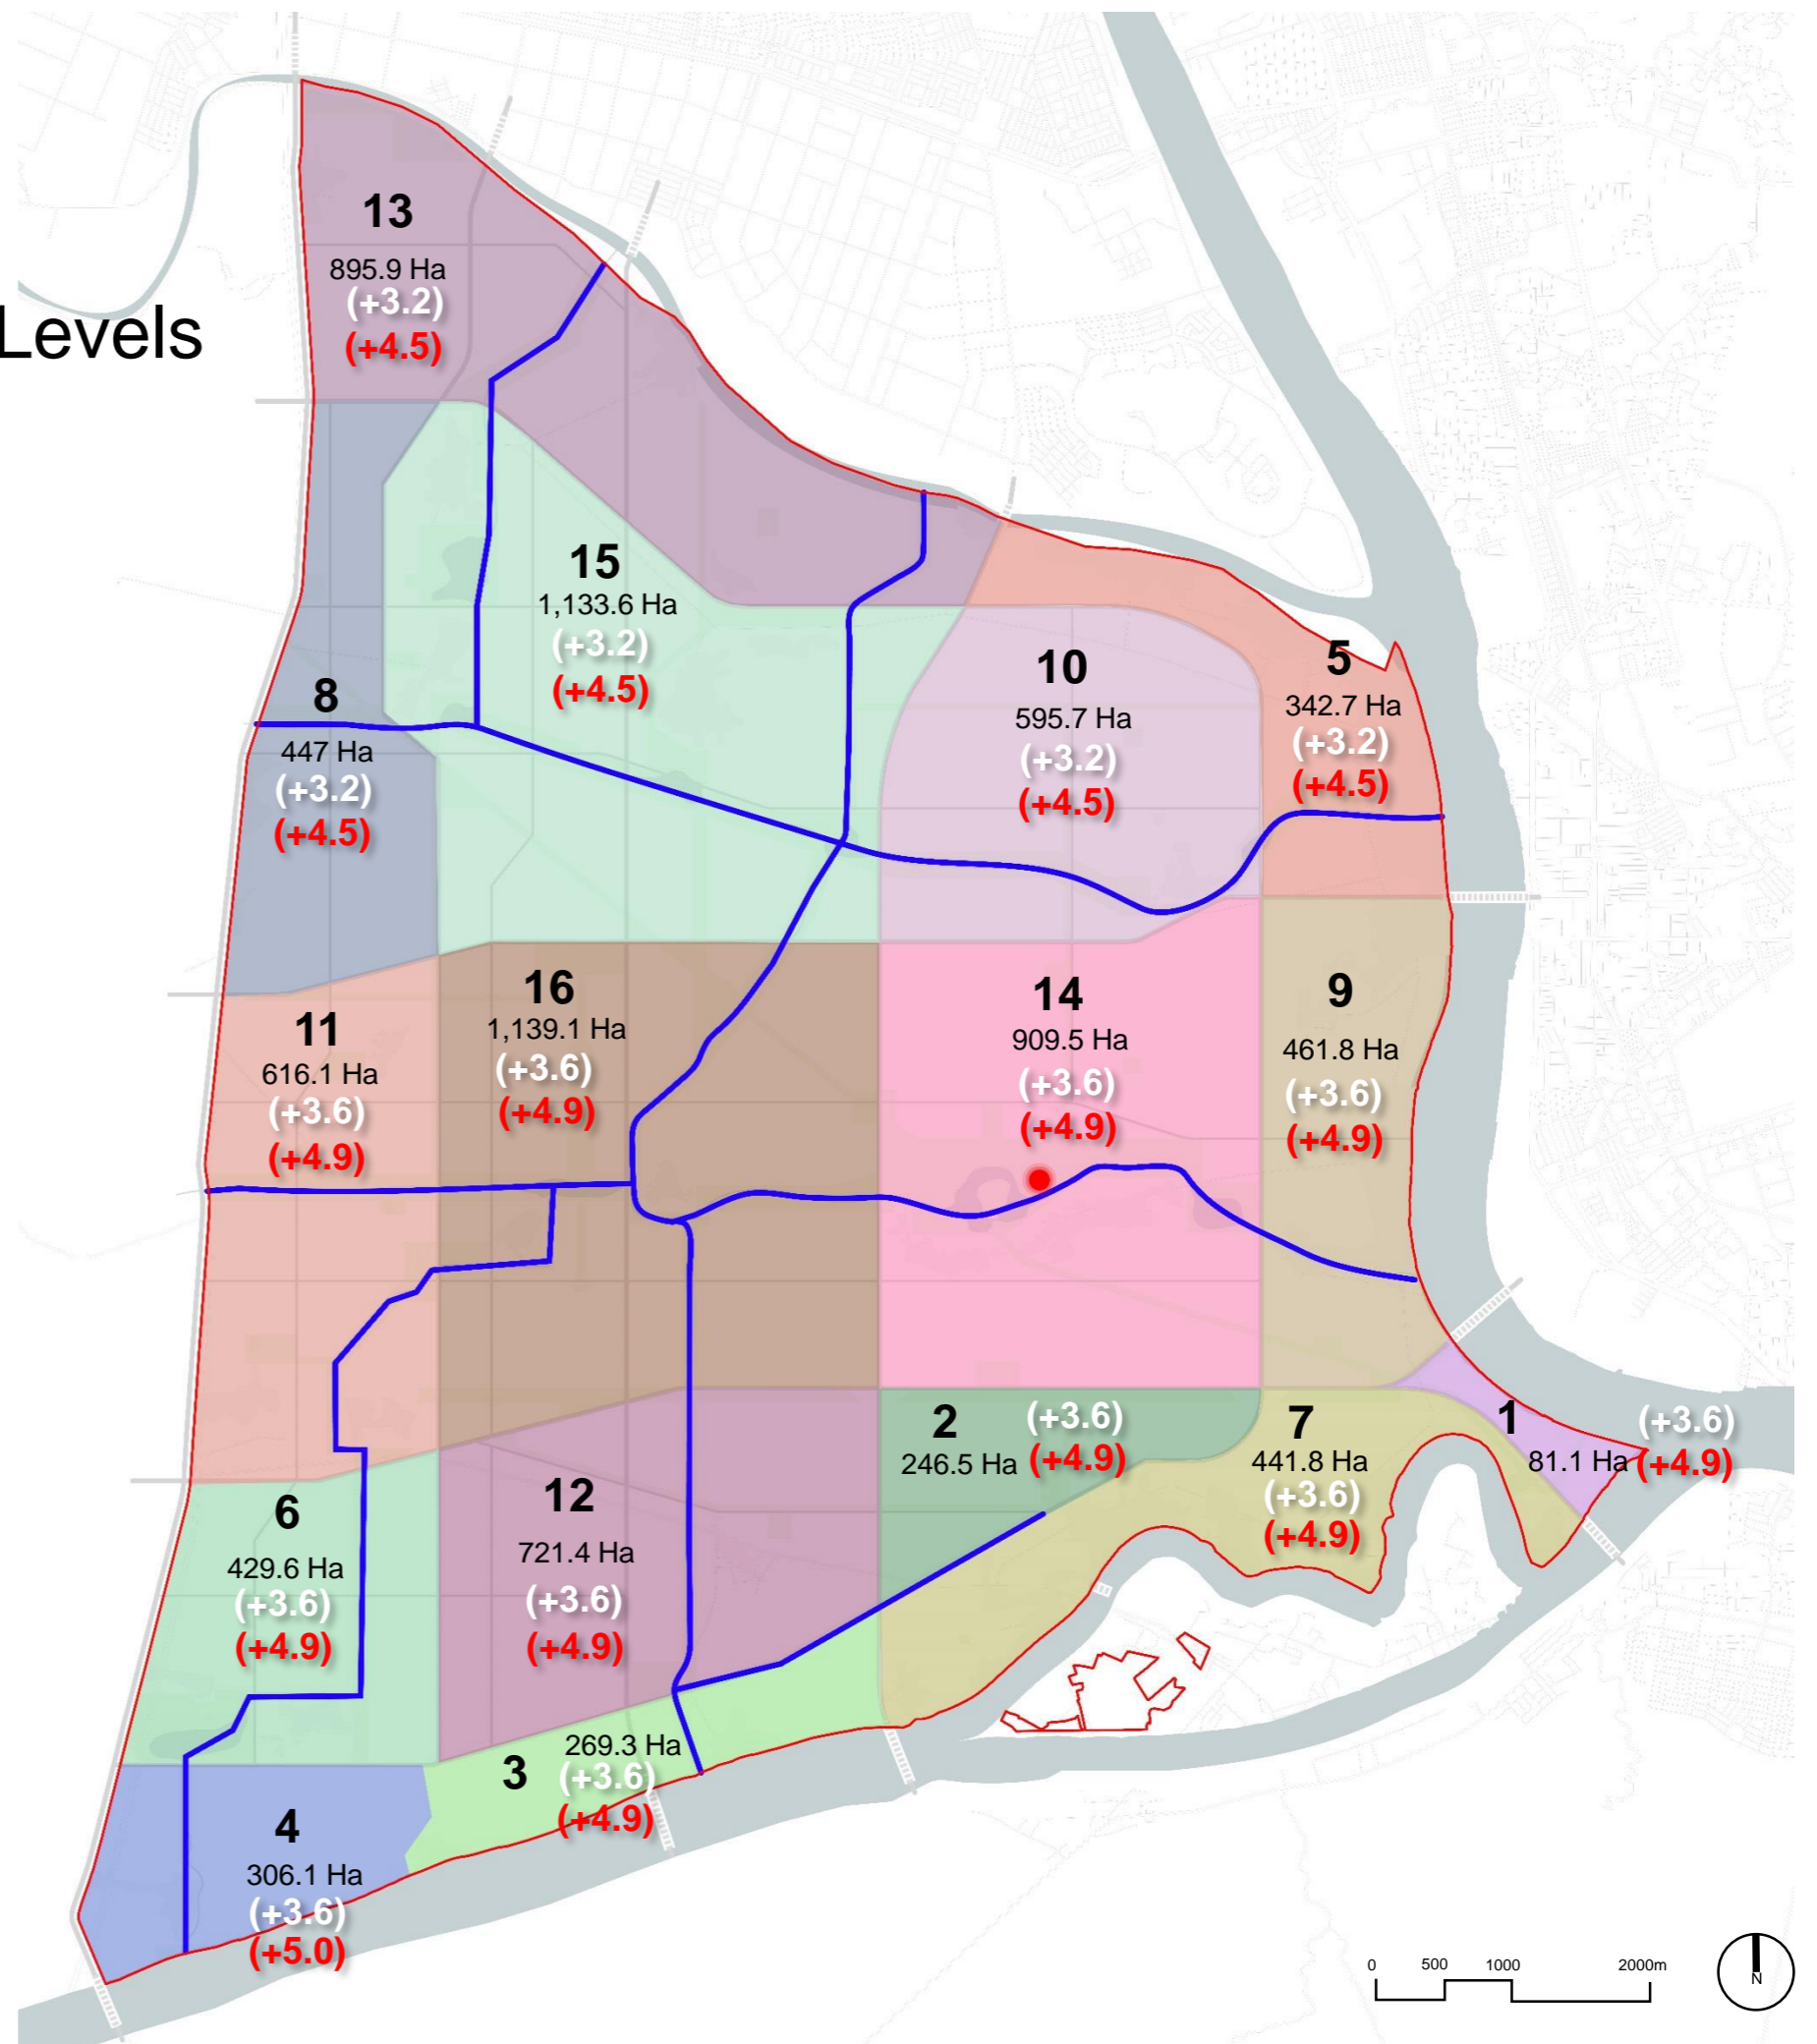 Levels
13
895.9 Ha
(+3.2)
(+4.5)
15
1,133.6 Ha
(+3.2)
(+4.5)
8
447 Ha
(+3.2)
(+4.5)
10
595.7 Ha
(+3.2)
(+4.5)
5
342.7 Ha
(+3.2)
(+4.5)
11
616.1 Ha
(+3.6)
(+4.9)
16
1,139.1 Ha
(+3.6)
(+4.9)
14
909.5 Ha
(+3.6)
(+4.9)
9
461.8 Ha
(+3.6)
(+4.9)
2 (+3.6)
246.5 Ha (+4.9)
7
441.8 Ha
(+3.6)
(+4.9)
1 (+3.6)
81.1 Ha (+4.9)
6
429.6 Ha
(+3.6)
(+4.9)
12
721.4 Ha
(+3.6)
(+4.9)
3
269.3 Ha
(+3.6)
(+4.9)
4
306.1 Ha
(+3.6)
(+5.0)
0 500 1000 2000m
N